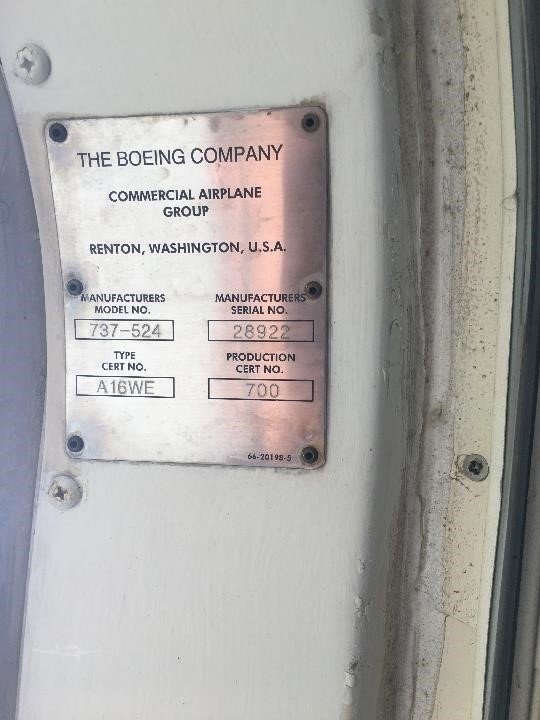 THE BOEING COMPANY
COMMERCIAL AIRPLANE
GROUP
RENTON, WASHINGTON, U.S.A.
MANUFACTURERS MANUFACTURERS
MODEL NO. SERIAL NO.
737-524 28922
TYPE PRODUCTION
CERT NO. CERT NO.
A16WE 700
66-20198-5